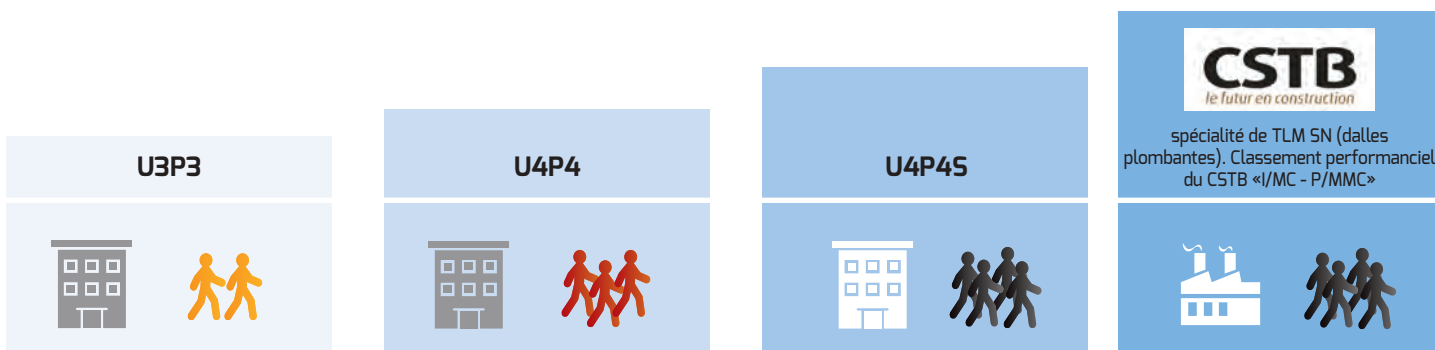 U3P3
U4P4
U4P4S
CSTB
le futur en construction
spécialité de TLM SN (dalles
plombantes). Classement performanciel
du CSTB «I/MC - P/MMC»